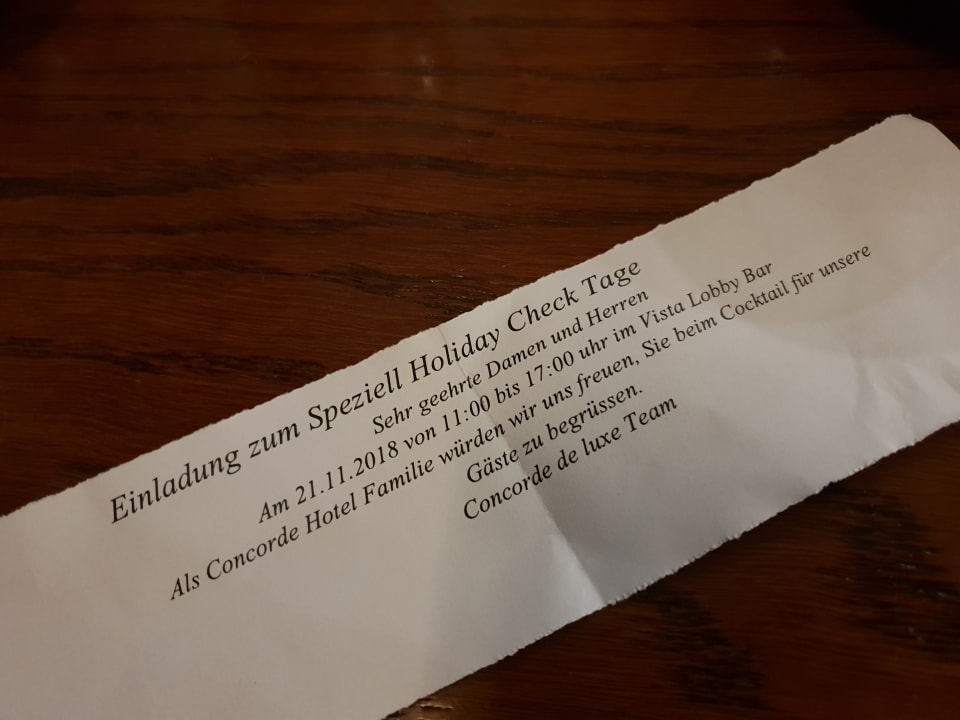 Einladung zum Speziell Holiday Check Tage
Sehr geehrte Damen und Herren
Am 21.11.2018 von 11:00 bis 17:00 uhr im Vista Lobby Bar
Als Concorde Hotel Familie würden wir uns freuen, Sie beim Cocktail für unsere
Gäste zu begrüssen.
Concorde de luxe Team